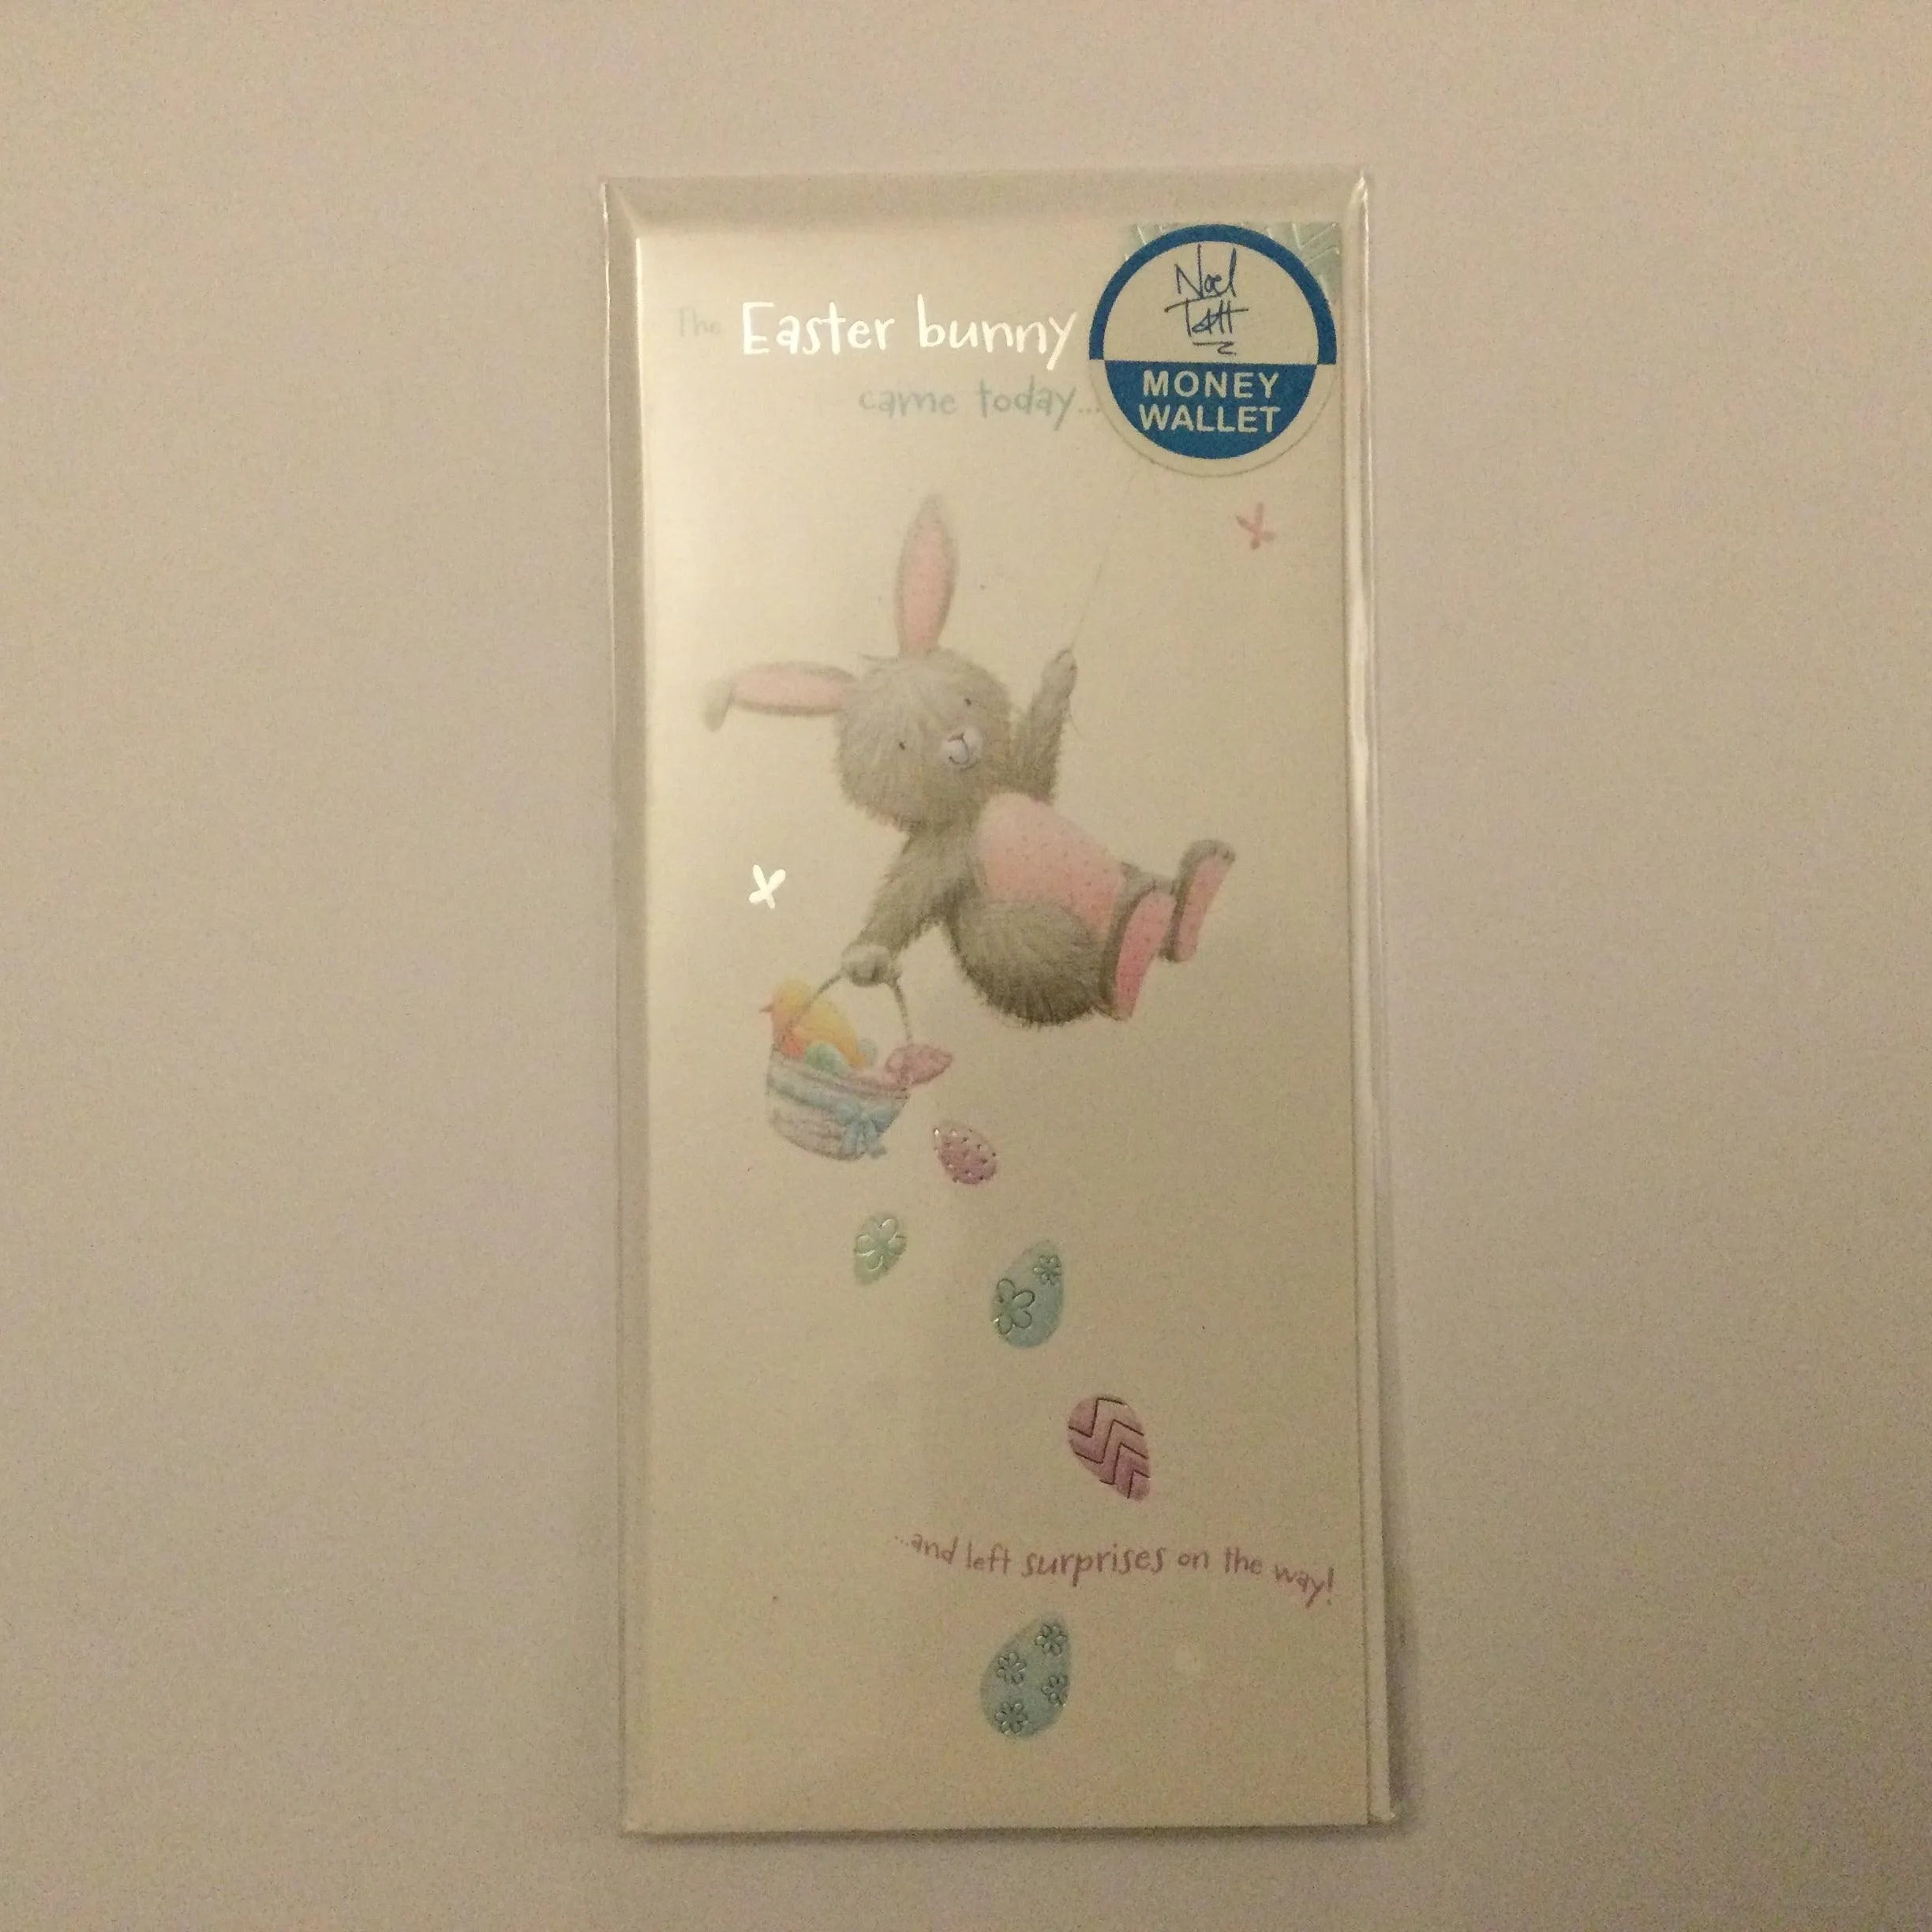 The Easter bunny
came today...
Noel
Tatt
MONEY
WALLET
...and left surprises on the way!